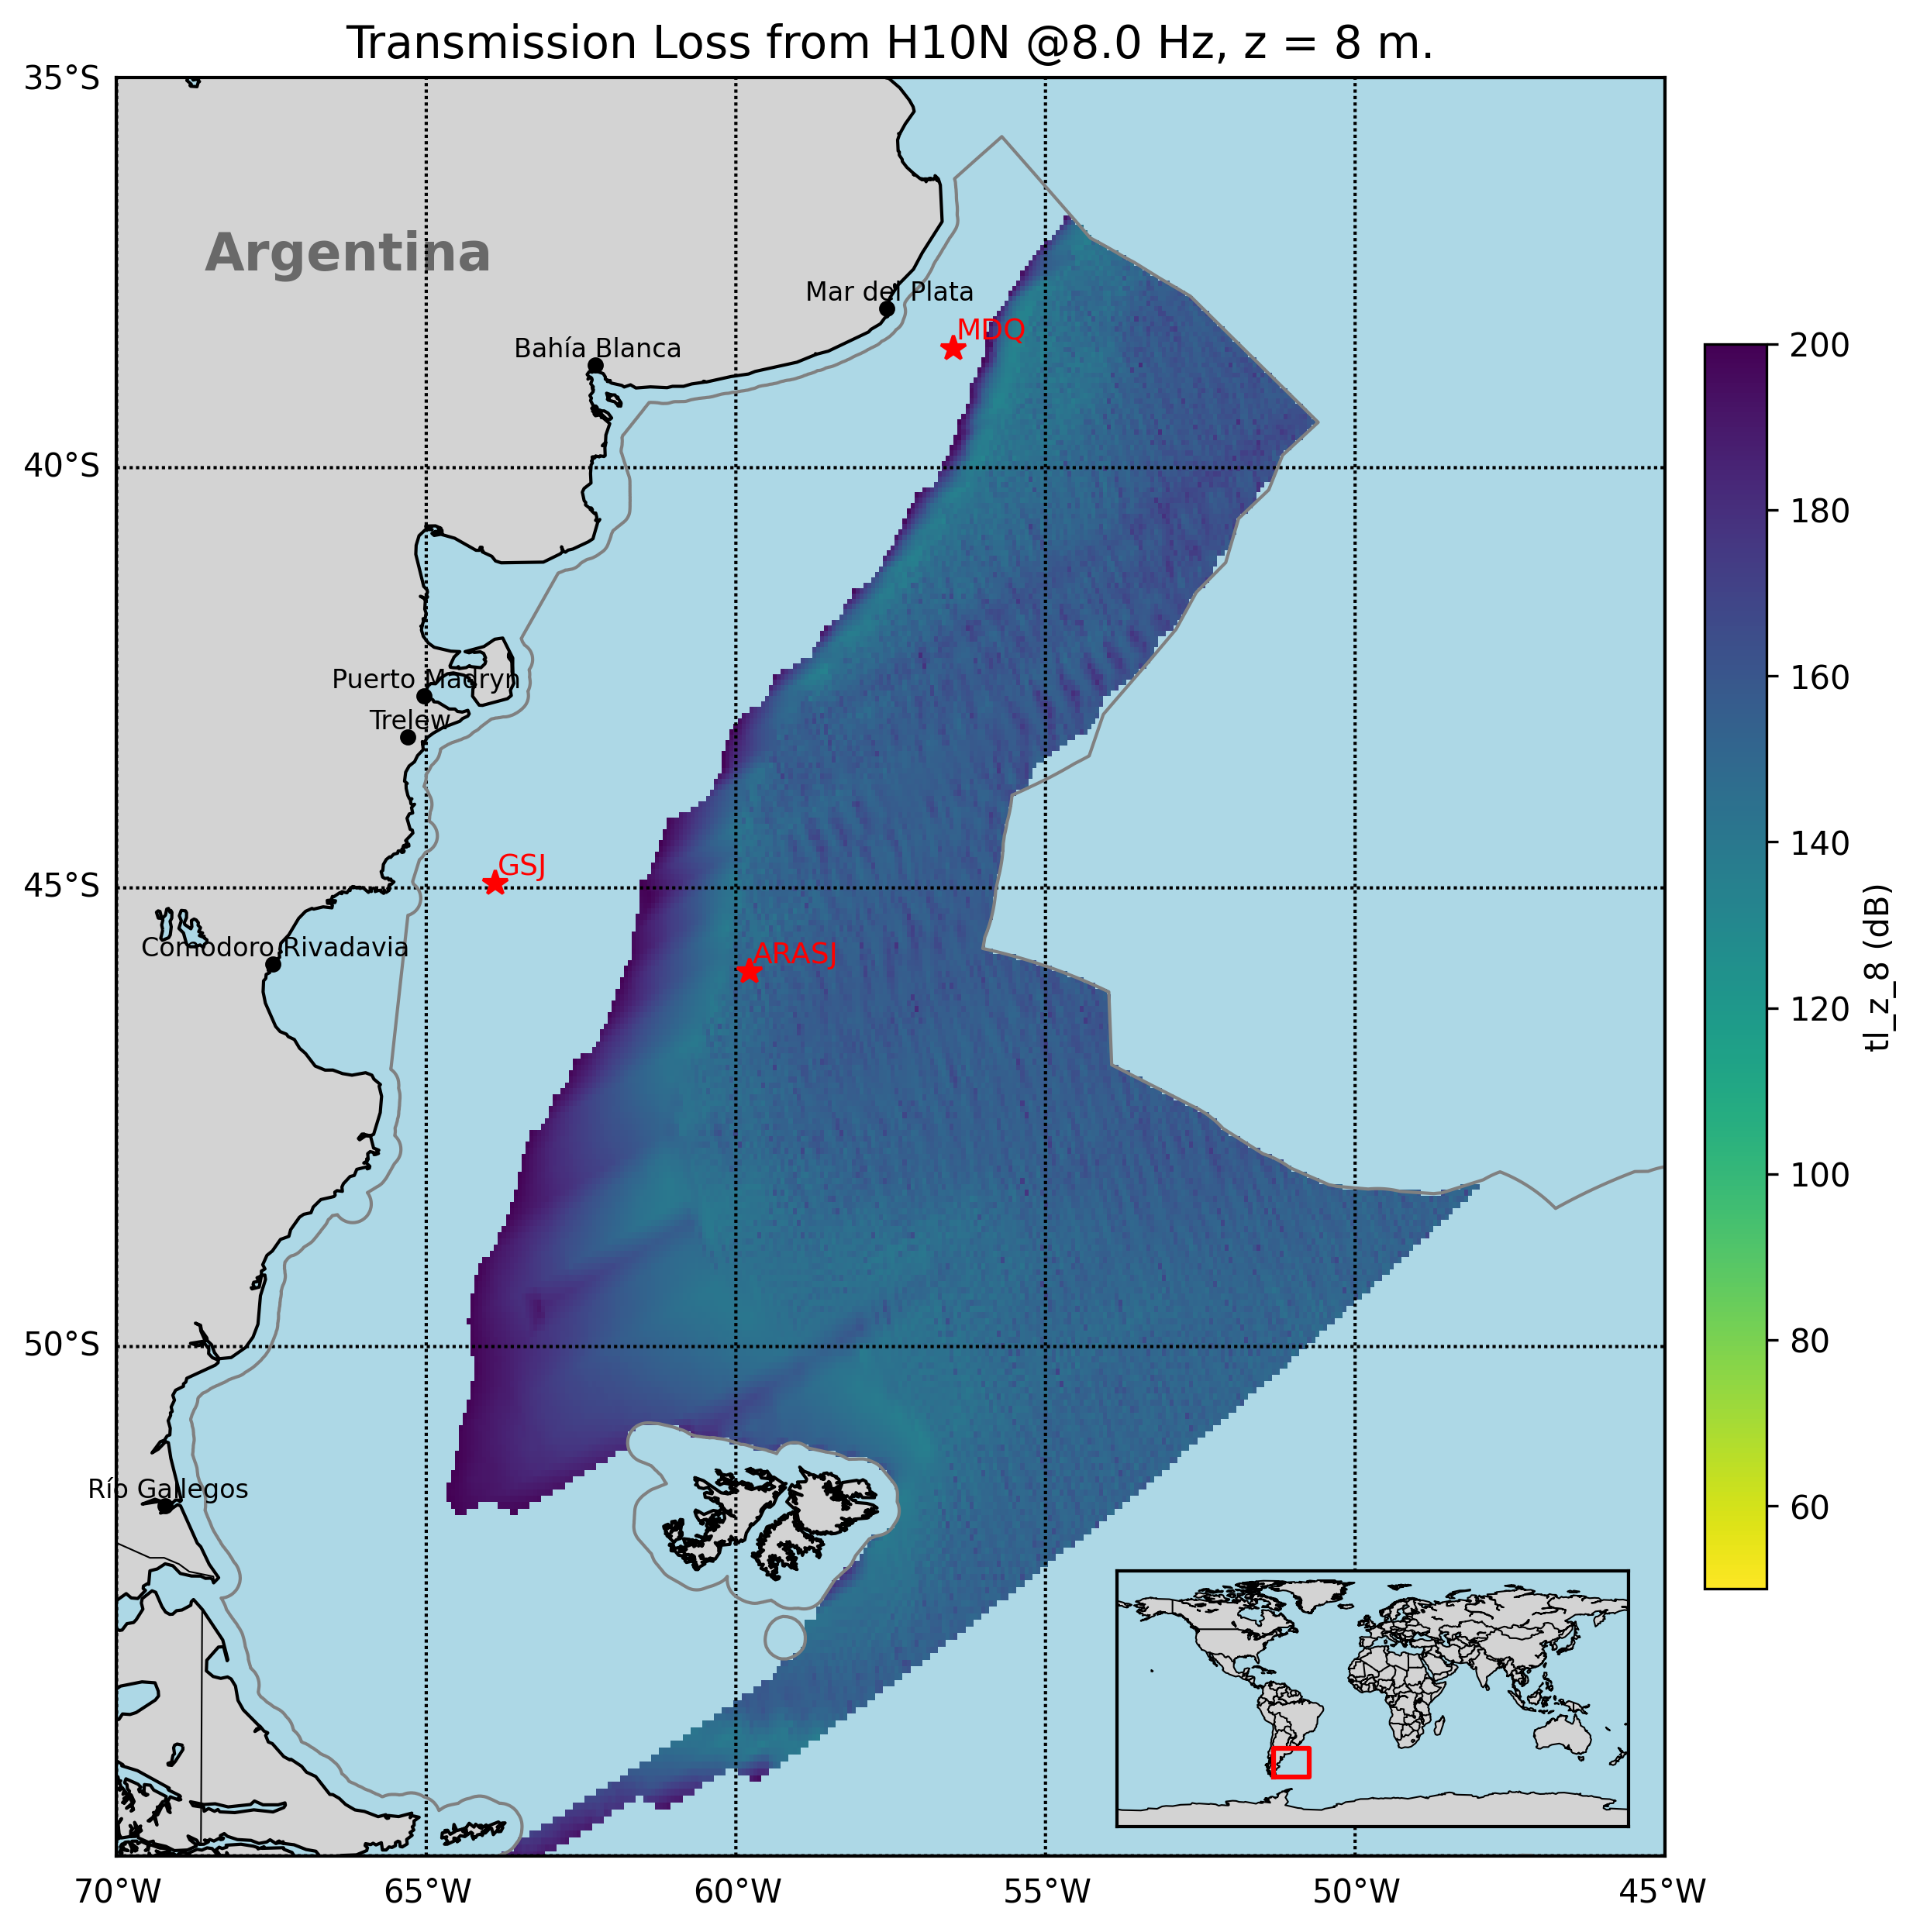 Transmission Loss from H10N @8.0 Hz, z = 8 m.
35°S
Argentina
Mar del Plata
MDQ
Bahía Blanca
200
40°S
180
Puerto Madryn
160
Trelew
140
GSJ
45°S
Comodoro Rivadavia
ARASJ
tl_z_8 (dB)
120
100
50°S
80
Río Gallegos
60
70°W
65°W
60°W
55°W
50°W
45°W